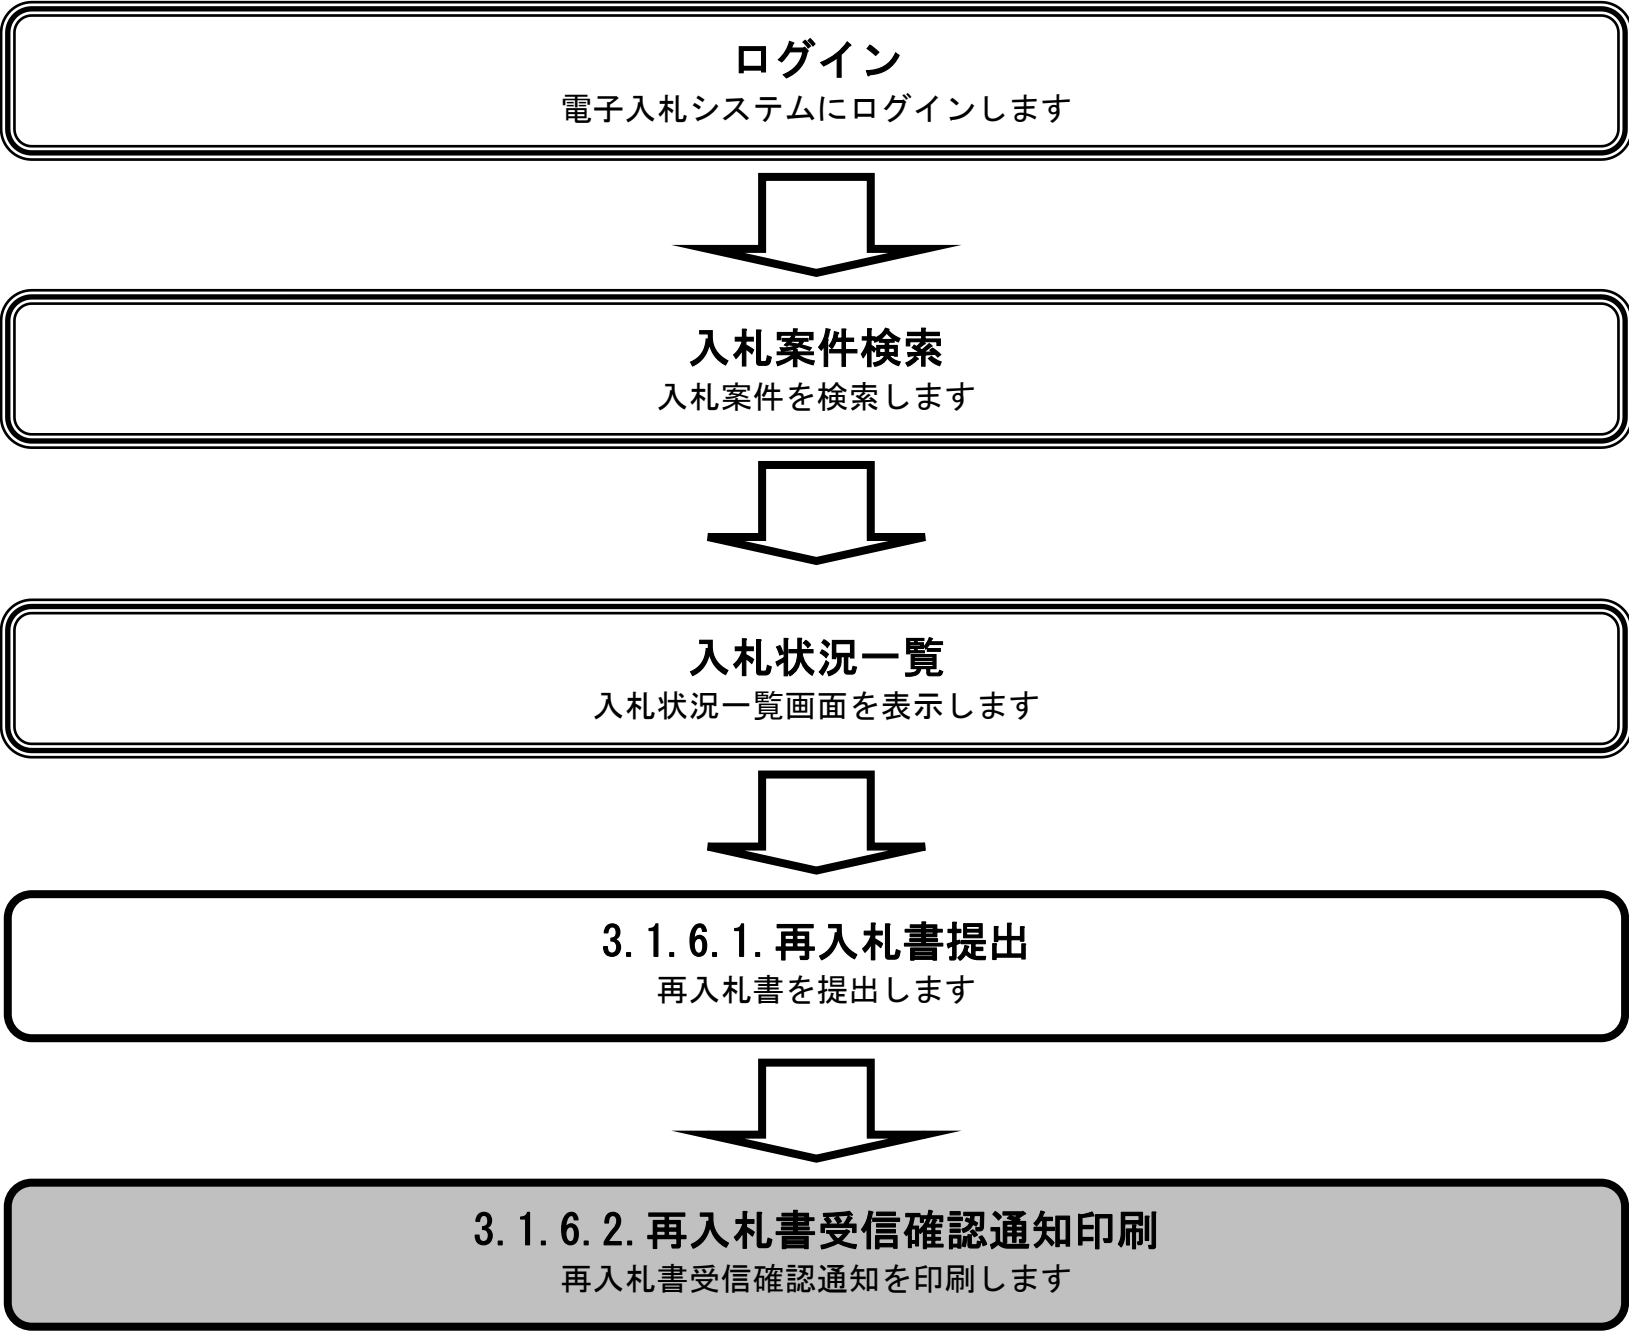 ログイン
電子入札システムにログインします
入札案件検索
入札案件を検索します
入札状況一覧
入札状況一覧画面を表示します
3.1.6.1.再入札書提出
再入札書を提出します
3.1.6.2.再入札書受信確認通知印刷
再入札書受信確認通知を印刷します